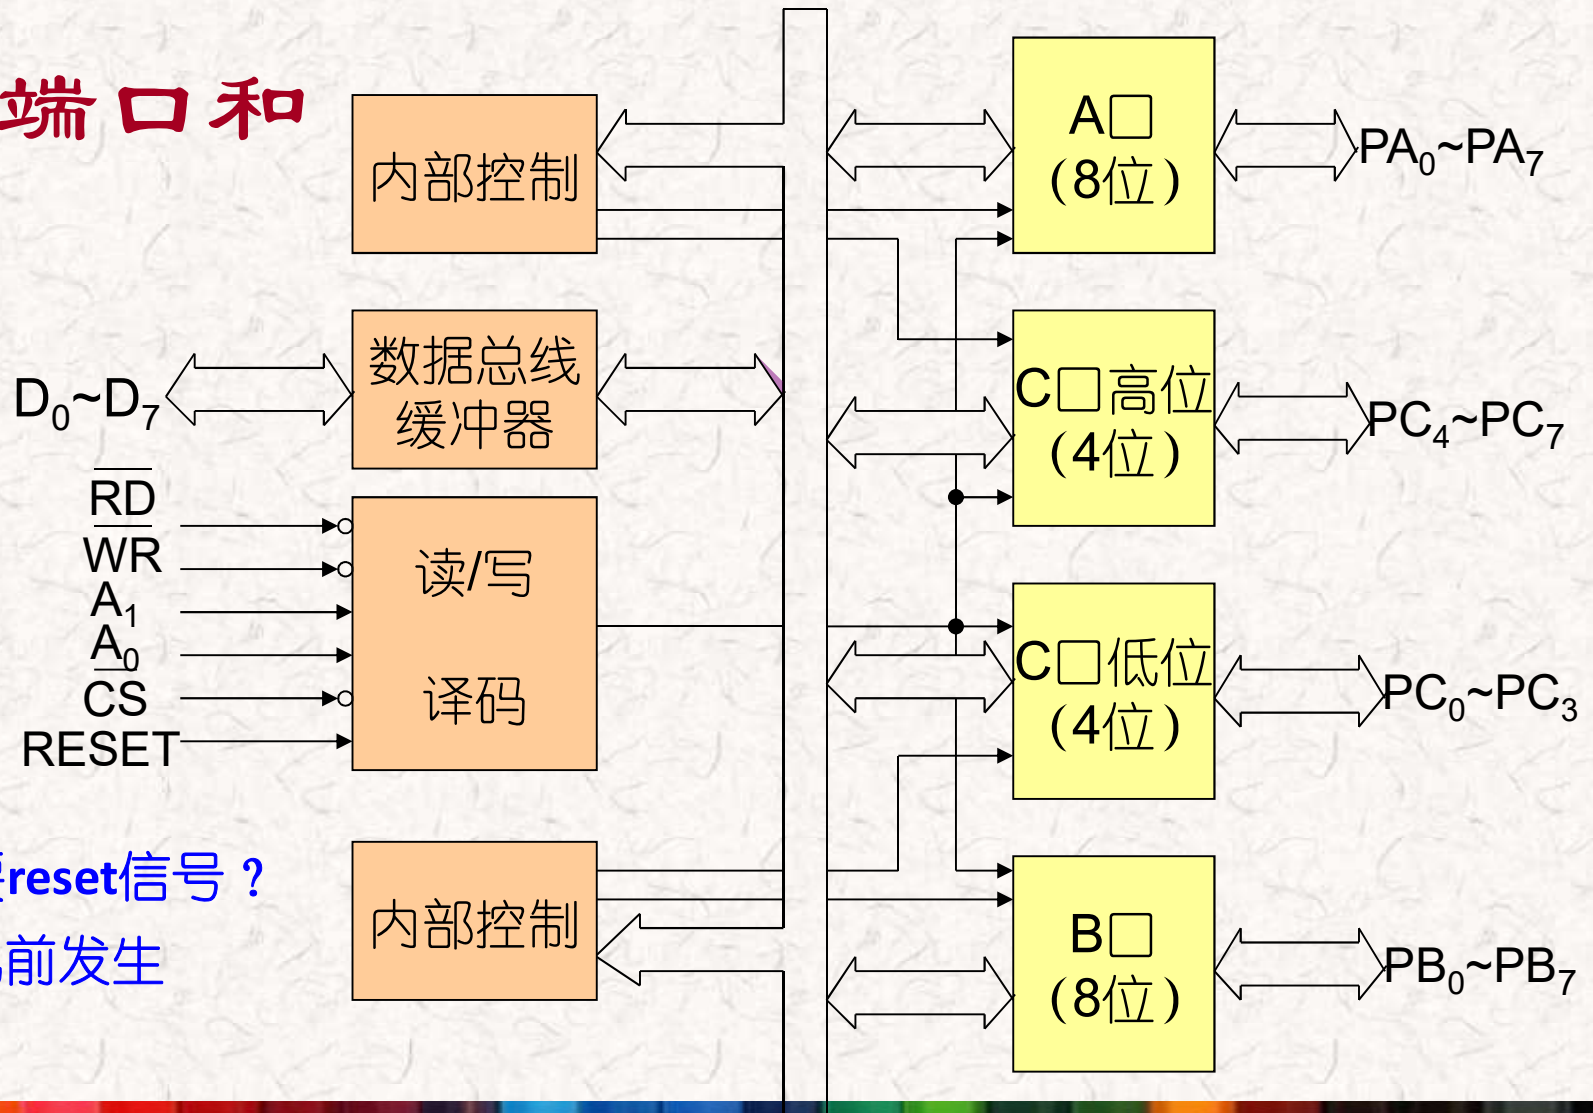 端口和
内部控制
A口
(8位)
PA0~PA7
数据总线
缓冲器
D0~D7
C口高位
(4位)
PC4~PC7
RD
WR
A1
A0
CS
RESET
读/写
译码
C口低位
(4位)
PC0~PC3
reset信号?
前发生
内部控制
B口
(8位)
PB0~PB7